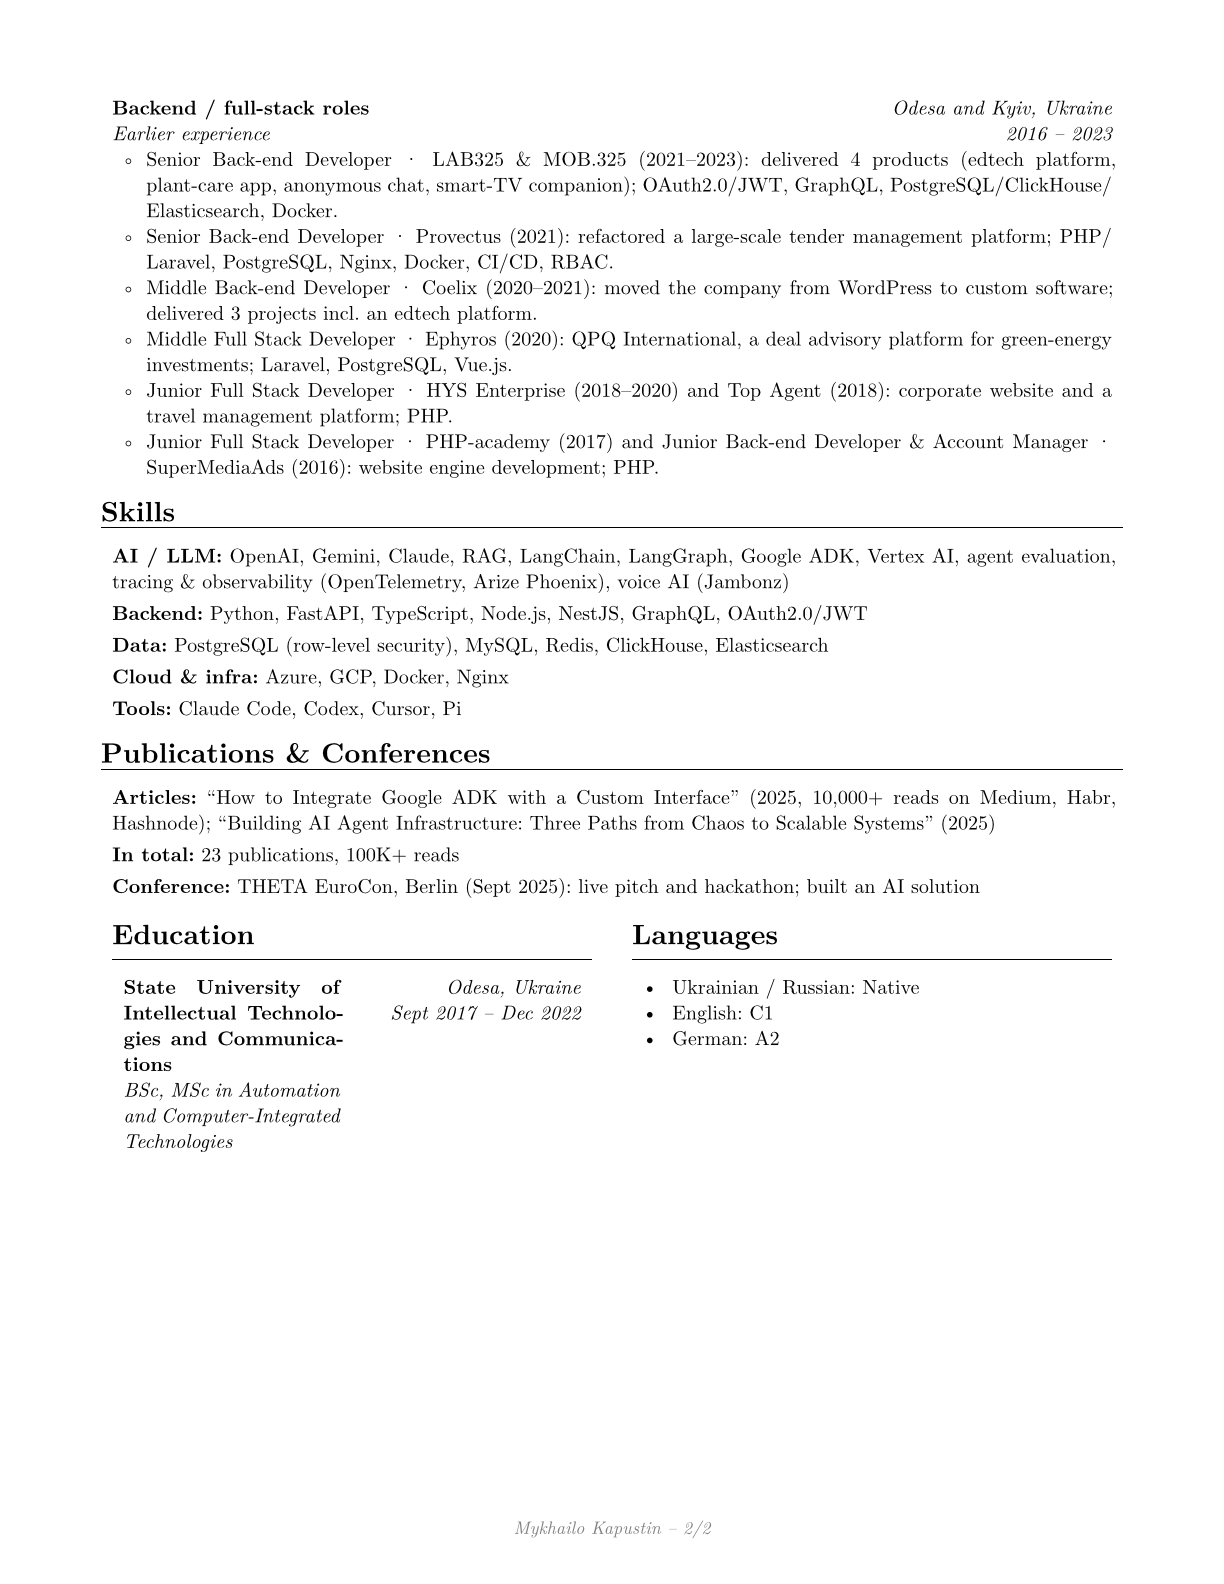 Backend / full-stack roles Odesa and Kyiv, Ukraine
Earlier experience 2016 – 2023
◦ Senior Back-end Developer · LAB325 & MOB.325 (2021–2023): delivered 4 products (edtech platform,
plant-care app, anonymous chat, smart-TV companion); OAuth2.0/JWT, GraphQL, PostgreSQL/ClickHouse/
Elasticsearch, Docker.
◦ Senior Back-end Developer · Provectus (2021): refactored a large-scale tender management platform; PHP/
Laravel, PostgreSQL, Nginx, Docker, CI/CD, RBAC.
◦ Middle Back-end Developer · Coelix (2020–2021): moved the company from WordPress to custom software;
delivered 3 projects incl. an edtech platform.
◦ Middle Full Stack Developer · Ephyros (2020): QPQ International, a deal advisory platform for green-energy
investments; Laravel, PostgreSQL, Vue.js.
◦ Junior Full Stack Developer · HYS Enterprise (2018–2020) and Top Agent (2018): corporate website and a
travel management platform; PHP.
◦ Junior Full Stack Developer · PHP-academy (2017) and Junior Back-end Developer & Account Manager ·
SuperMediaAds (2016): website engine development; PHP.
Skills
AI / LLM: OpenAI, Gemini, Claude, RAG, LangChain, LangGraph, Google ADK, Vertex AI, agent evaluation,
tracing & observability (OpenTelemetry, Arize Phoenix), voice AI (Jambonz)
Backend: Python, FastAPI, TypeScript, Node.js, NestJS, GraphQL, OAuth2.0/JWT
Data: PostgreSQL (row-level security), MySQL, Redis, ClickHouse, Elasticsearch
Cloud & infra: Azure, GCP, Docker, Nginx
Tools: Claude Code, Codex, Cursor, Pi
Publications & Conferences
Articles: “How to Integrate Google ADK with a Custom Interface” (2025, 10,000+ reads on Medium, Habr,
Hashnode); “Building AI Agent Infrastructure: Three Paths from Chaos to Scalable Systems” (2025)
In total: 23 publications, 100K+ reads
Conference: THETA EuroCon, Berlin (Sept 2025): live pitch and hackathon; built an AI solution
Education
State University of Odesa, Ukraine
Intellectual Technolo- Sept 2017 – Dec 2022
gies and Communica-
tions
BSc, MSc in Automation
and Computer-Integrated
Technologies
Languages
• Ukrainian / Russian: Native
• English: C1
• German: A2
Mykhailo Kapustin – 2/2